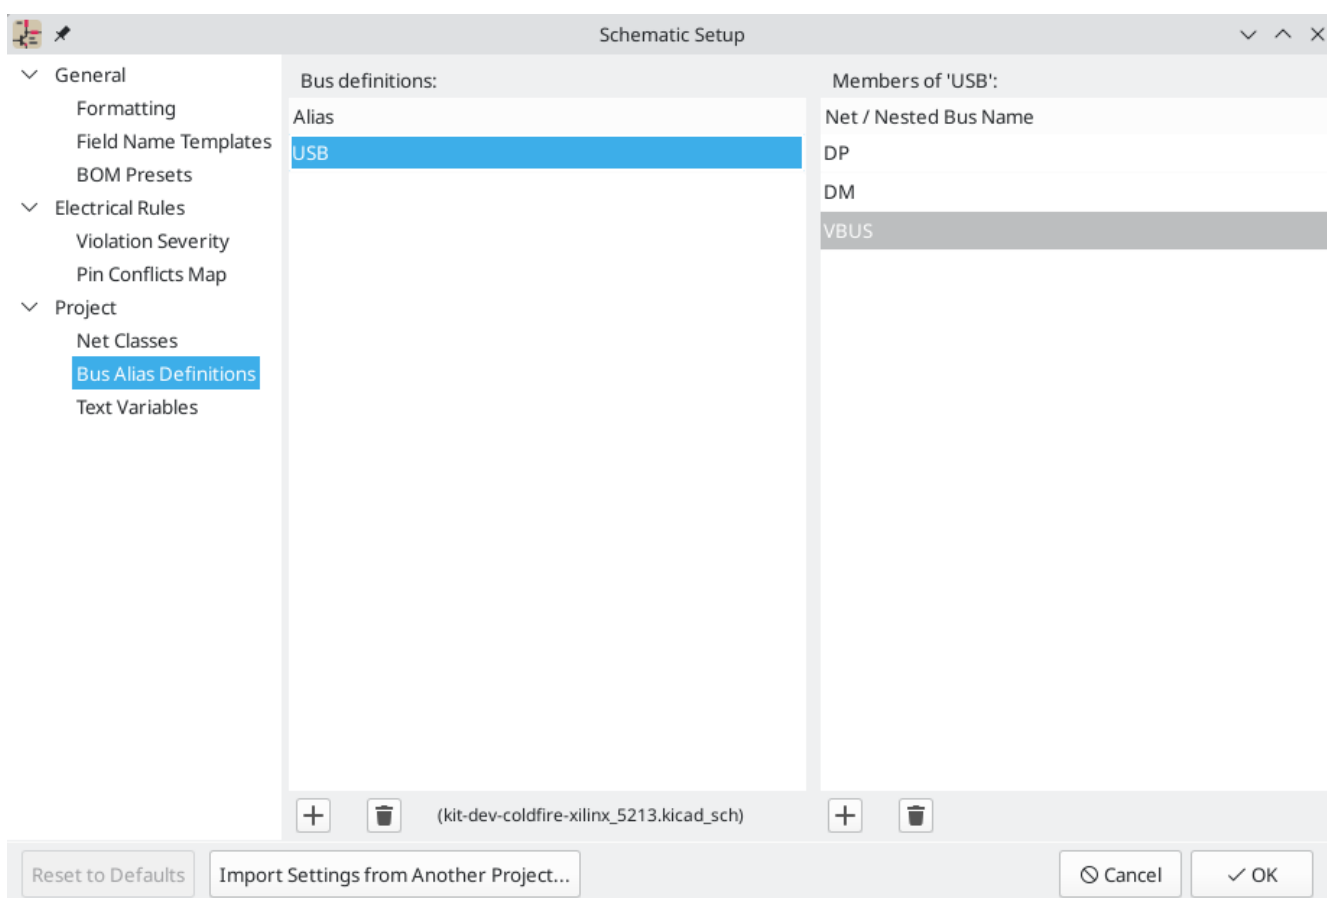 Schematic Setup
General
Formatting
Field Name Templates
BOM Presets
Electrical Rules
Violation Severity
Pin Conflicts Map
Project
Net Classes
Bus Alias Definitions
Text Variables
Bus definitions:
Alias
USB
(kit-dev-coldfire-xilinx_5213.kicad_sch)
Members of 'USB':
Net / Nested Bus Name
DP
DM
VBUS
Reset to Defaults
Import Settings from Another Project...
Cancel
OK